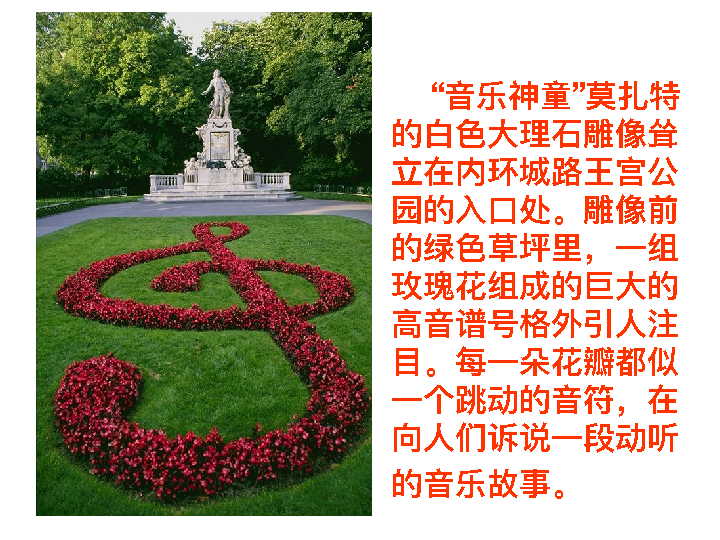 “音乐神童”莫扎特
的白色大理石雕像耸
立在内环城路王宫公
园的入口处。雕像前
的绿色草坪里，一组
玫瑰花组成的巨大的
高音谱号格外引人注
目。每一朵花瓣都似
一个跳动的音符，在
向人们诉说一段动听
的音乐故事。